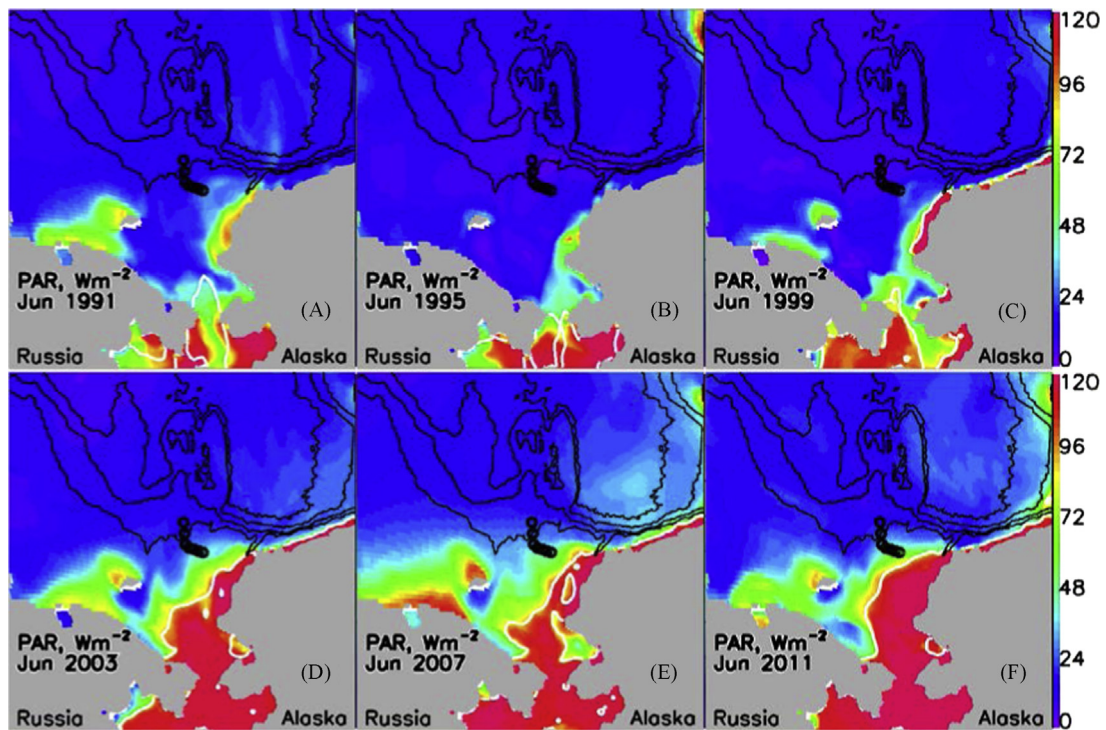 120
96
72
48
24
0
PAR, Wm⁻²
Jun 1991
(A)
Russia
Alaska
PAR, Wm⁻²
Jun 1995
(B)
Russia
Alaska
PAR, Wm⁻²
Jun 1999
(C)
Russia
Alaska
120
96
72
48
24
0
PAR, Wm⁻²
Jun 2003
(D)
Russia
Alaska
PAR, Wm⁻²
Jun 2007
(E)
Russia
Alaska
PAR, Wm⁻²
Jun 2011
(F)
Russia
Alaska